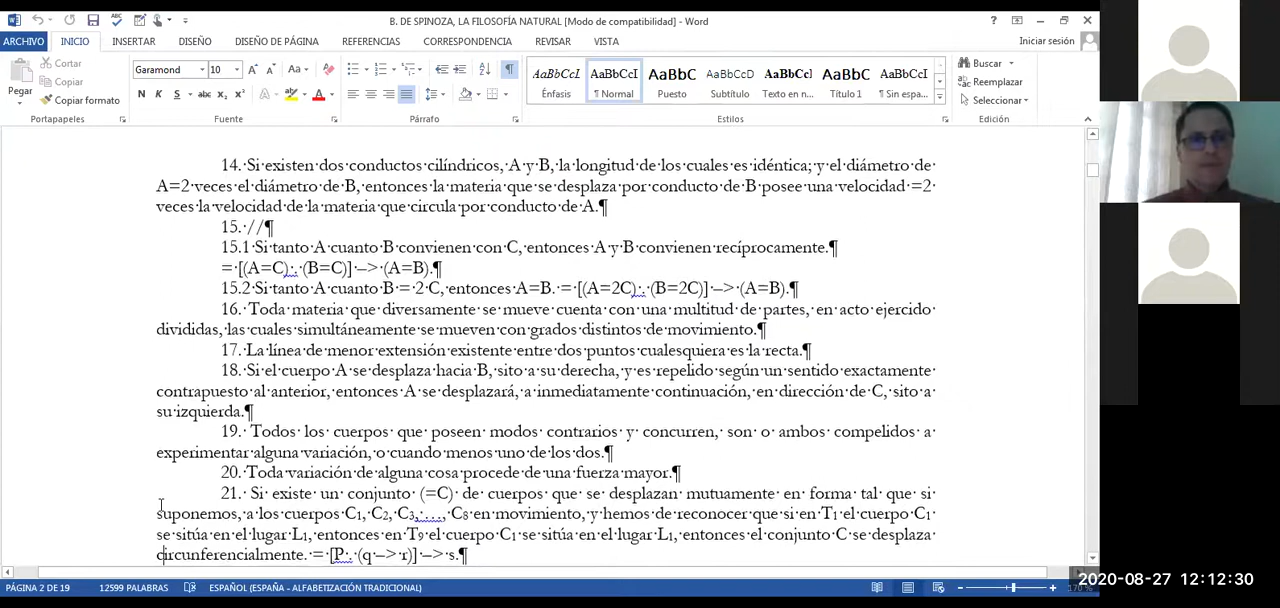 B. DE SPINOZA, LA FILOSOFÍA NATURAL [Modo de compatibilidad] - Word
ARCHIVO INICIO INSERTAR DISEÑO DISEÑO DE PÁGINA REFERENCIAS CORRESPONDENCIA REVISAR VISTA Iniciar sesión
Cortar
Copiar
Copiar formato
Pegar
Portapapeles
Garamond 10
Fuente
Párrafo
AaBbCcI AaBbCcI AaBbC AaBbCcD AaBbCc] AaBbC AaBbCcI
Énfasis ¶ Normal Puesto Subtítulo Texto en n... Título 1 ¶ Sin espa...
Estilos
Buscar
Reemplazar
Seleccionar
Edición
14. Si existen dos conductos cilíndricos, A y B, la longitud de los cuales es idéntica; y el diámetro de
A=2 veces el diámetro de B, entonces la materia que se desplaza por conducto de B posee una velocidad =2
veces la velocidad de la materia que circula por conducto de A.¶
15. //¶
15.1 Si tanto A cuanto B convienen con C, entonces A y B convienen recíprocamente.¶
= [(A=C) . (B=C)] –> (A=B).¶
15.2 Si tanto A cuanto B = 2 C, entonces A=B. = [(A=2C) . (B=2C)] –> (A=B).¶
16. Toda materia que diversamente se mueve cuenta con una multitud de partes, en acto ejercido
divididas, las cuales simultáneamente se mueven con grados distintos de movimiento.¶
17. La línea de menor extensión existente entre dos puntos cualesquiera es la recta.¶
18. Si el cuerpo A se desplaza hacia B, sito a su derecha, y es repelido según un sentido exactamente
contrapuesto al anterior, entonces A se desplazará, a inmediatamente continuación, en dirección de C, sito a
su izquierda.¶
19. Todos los cuerpos que poseen modos contrarios y concurren, son o ambos compelidos a
experimentar alguna variación, o cuando menos uno de los dos.¶
20. Toda variación de alguna cosa procede de una fuerza mayor.¶
21. Si existe un conjunto (=C) de cuerpos que se desplazan mutuamente en forma tal que si
suponemos, a los cuerpos C₁, C₂, C₃, …, C₈ en movimiento, y hemos de reconocer que si en T₁ el cuerpo C₁
se sitúa en el lugar L₁, entonces en T₉ el cuerpo C₁ se sitúa en el lugar L₁, entonces el conjunto C se desplaza
circunferencialmente. = [P . (q –> r)] –> s.¶
PÁGINA 2 DE 19 12599 PALABRAS ESPAÑOL (ESPAÑA - ALFABETIZACIÓN TRADICIONAL) 170 %
2020-08-27 12:12:30